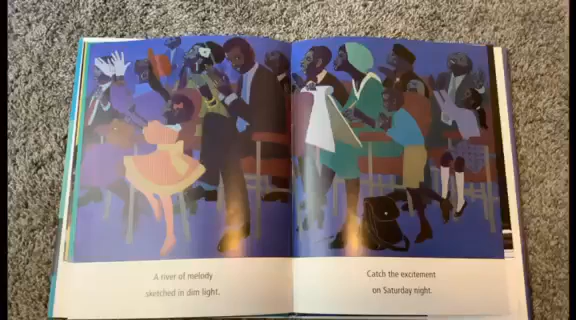 A river of melody
sketched in dim light.
Catch the excitement
on Saturday night.